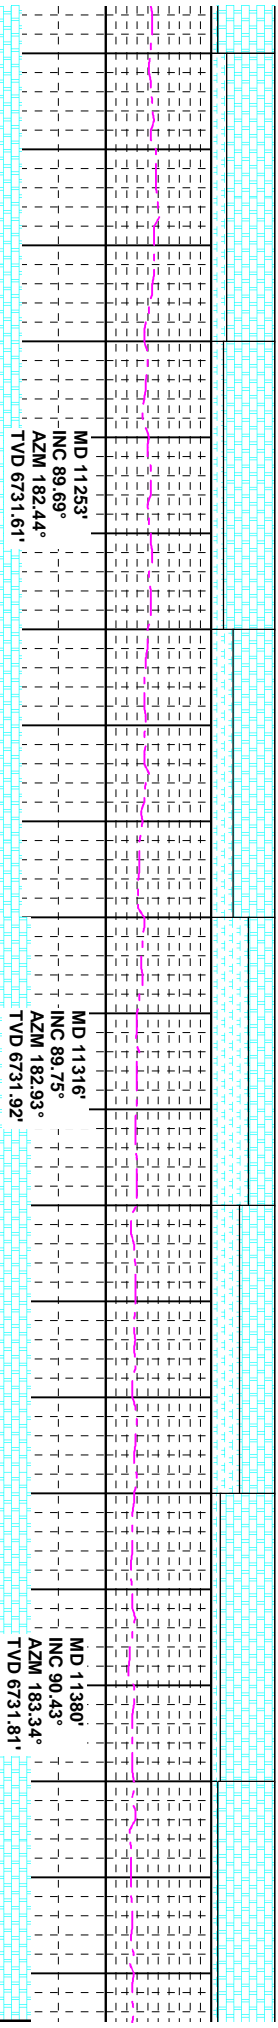 MD 11253'
INC 89.69°
AZM 182.44°
TVD 6731.61'
MD 11316'
INC 89.75°
AZM 182.93°
TVD 6731.92'
MD 11380'
INC 90.43°
AZM 183.34°
TVD 6731.81'